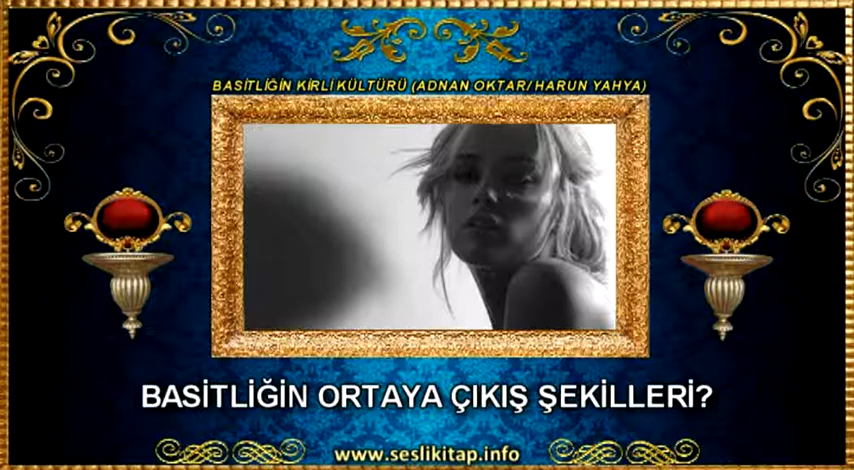 BASİTLİĞİN KİRLİ KÜLTÜRÜ (ADNAN OKTAR/ HARUN YAHYA)
BASİTLİĞİN ORTAYA ÇIKIŞ ŞEKİLLERİ?
www.seslikitap.info